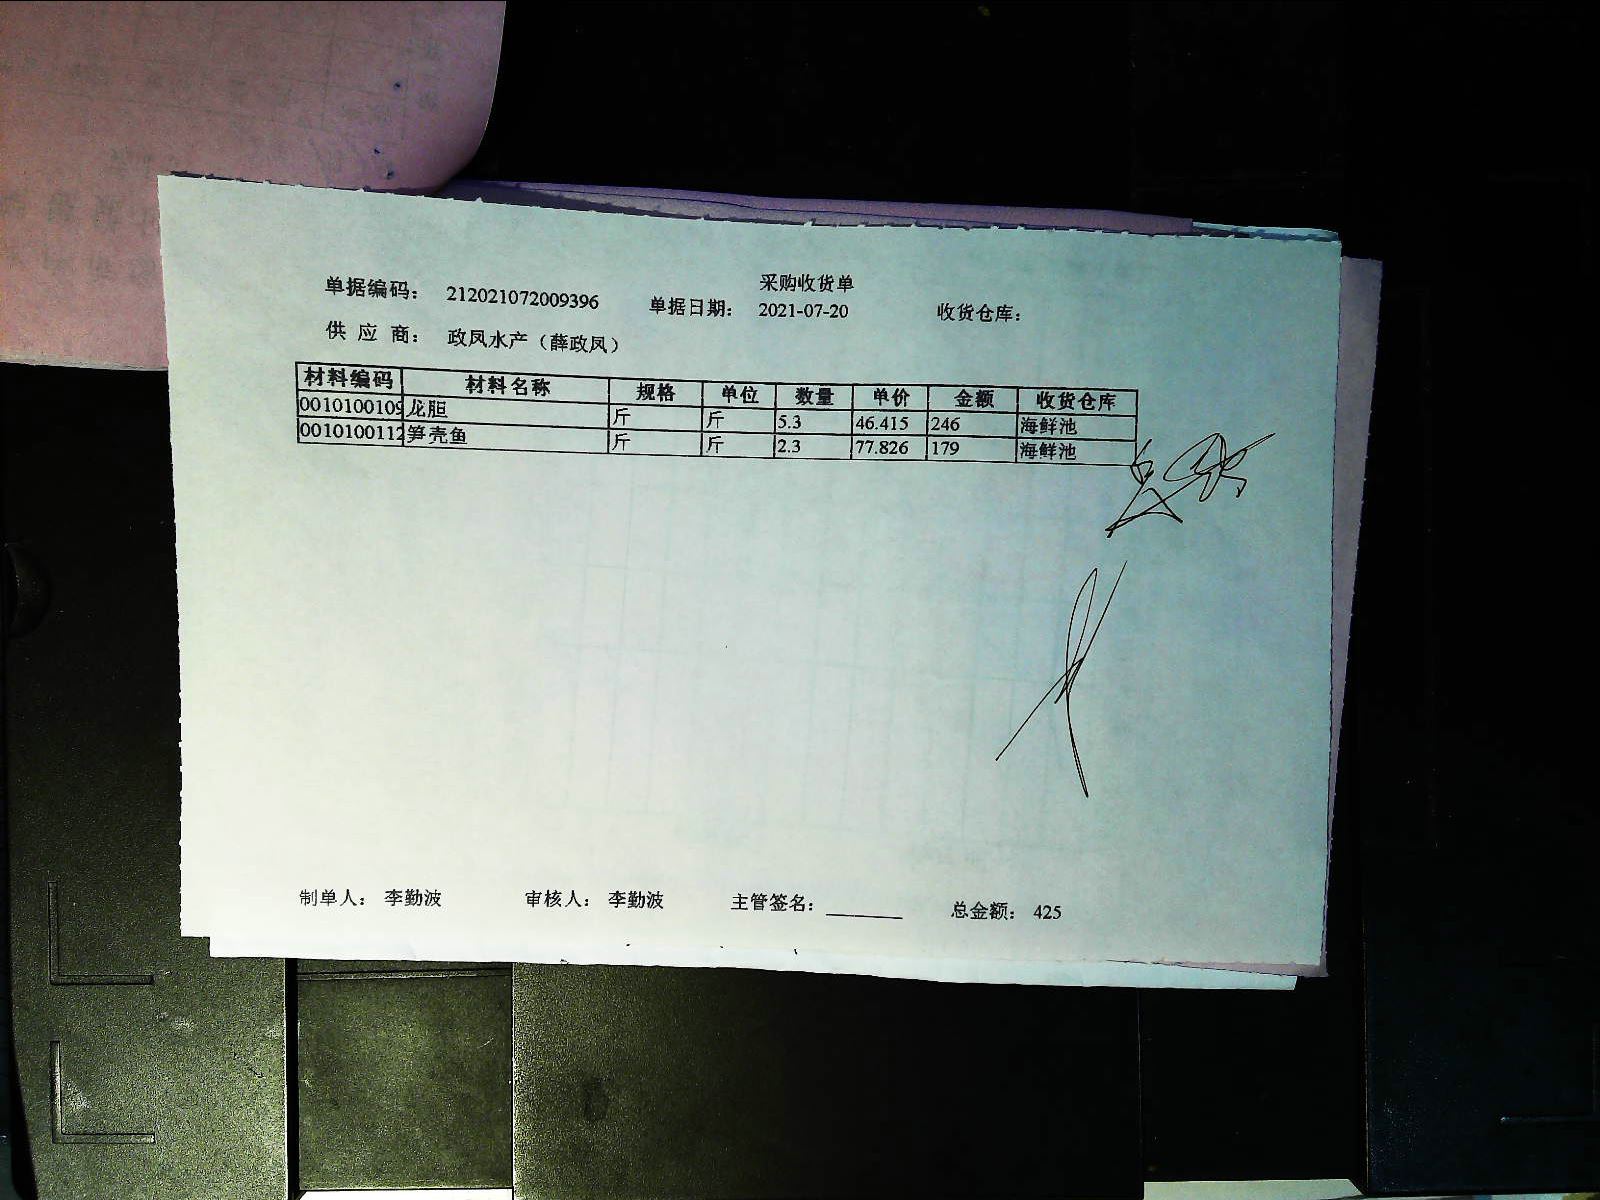 采购收货单
单据编码： 212021072009396 单据日期： 2021-07-20 收货仓库：
供 应 商： 政凤水产（薛政凤）
材料编码 材料名称 规格 单位 数量 单价 金额 收货仓库
0010100109 龙胆 斤 斤 5.3 46.415 246 海鲜池
0010100112 笋壳鱼 斤 斤 2.3 77.826 179 海鲜池
制单人： 李勤波 审核人： 李勤波 主管签名： 总金额： 425